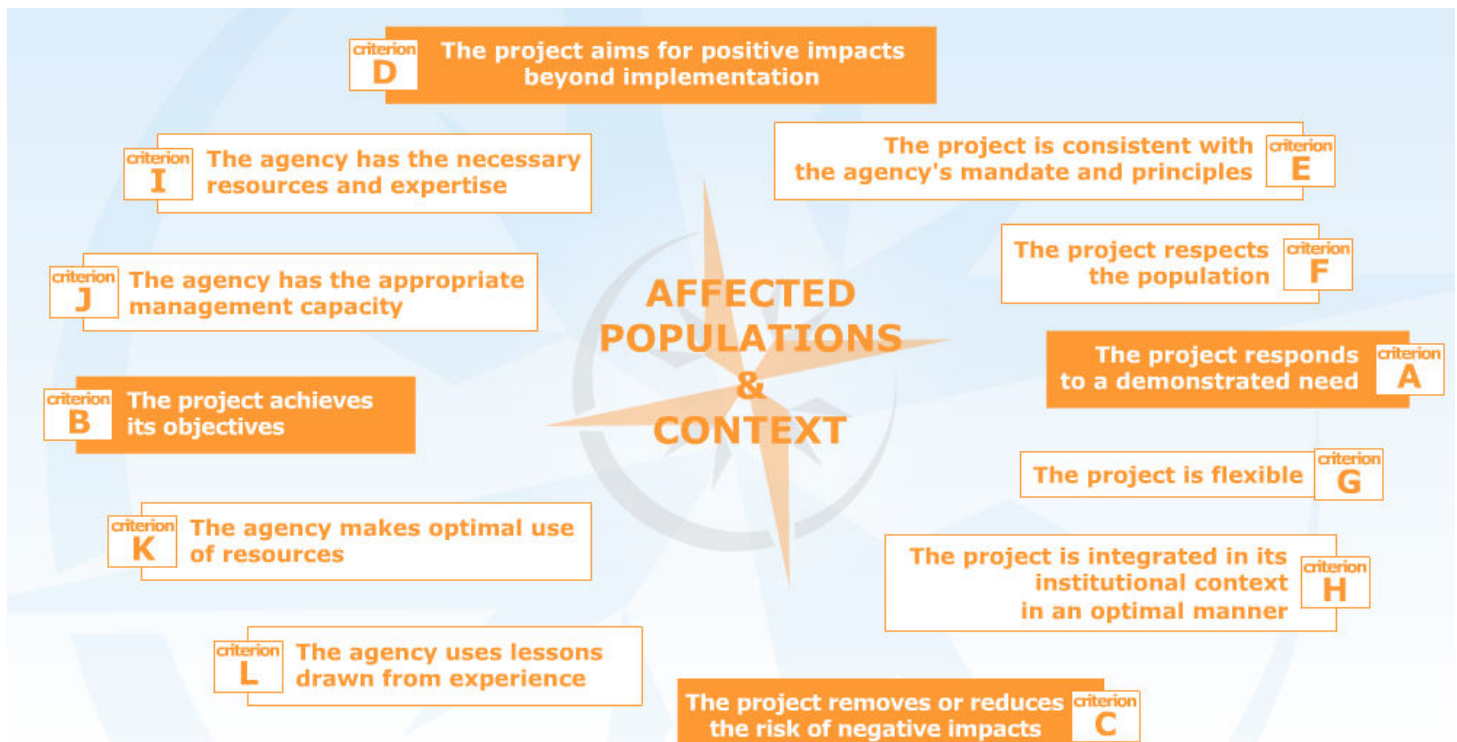 criterion
D
The project aims for positive impacts
beyond implementation
criterion
I
The agency has the necessary
resources and expertise
The project is consistent with
the agency's mandate and principles
criterion
E
The project respects
the population
criterion
F
criterion
J
The agency has the appropriate
management capacity
AFFECTED
POPULATIONS
&
CONTEXT
The project responds
to a demonstrated need
criterion
A
criterion
B
The project achieves
its objectives
The project is flexible
criterion
G
criterion
K
The agency makes optimal use
of resources
The project is integrated in its
institutional context
in an optimal manner
criterion
H
criterion
L
The agency uses lessons
drawn from experience
The project removes or reduces
the risk of negative impacts
criterion
C